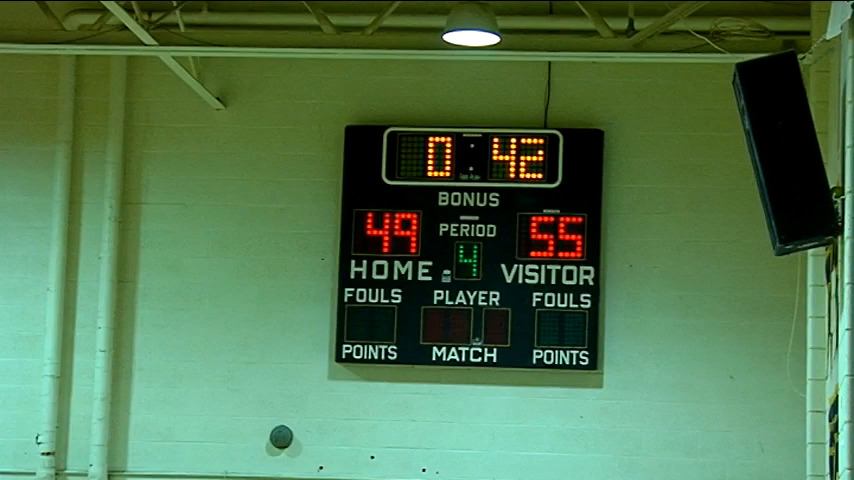 0:42
BONUS
49 PERIOD 55
HOME 4 VISITOR
FOULS PLAYER FOULS
POINTS MATCH POINTS